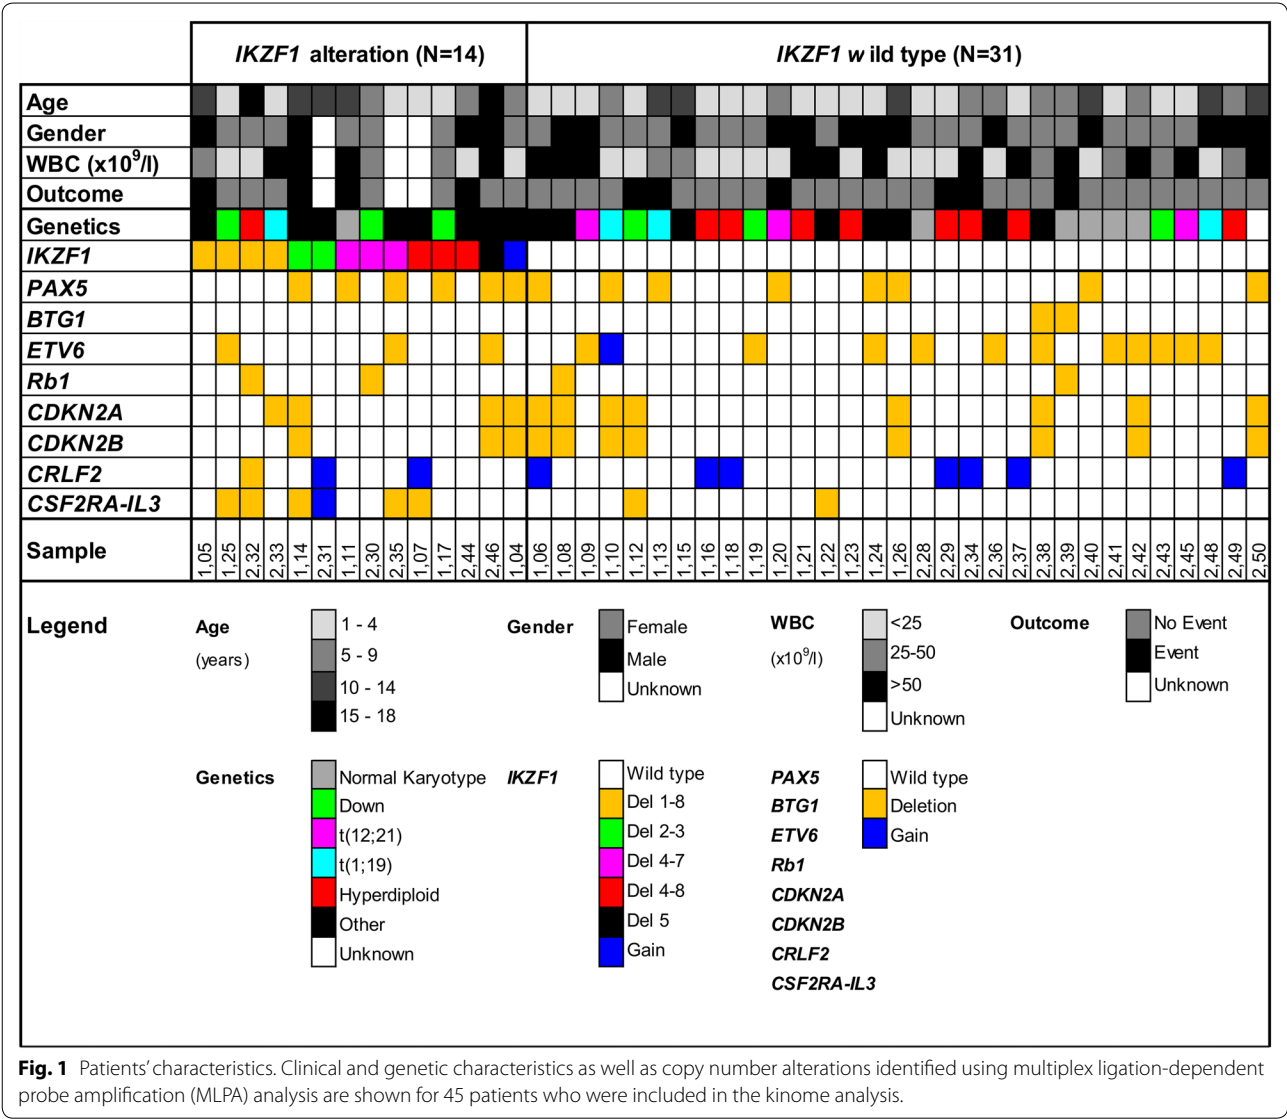 IKZF1 alteration (N=14) IKZF1 w ild type (N=31)
Age
Gender
WBC (x10⁹/l)
Outcome
Genetics
IKZF1
PAX5
BTG1
ETV6
Rb1
CDKN2A
CDKN2B
CRLF2
CSF2RA-IL3
Sample 1,05 1,25 2,32 2,33 1,14 2,31 1,11 2,30 2,35 1,07 1,17 2,44 2,46 1,04 1,06 1,08 1,09 1,10 1,12 1,13 1,15 1,16 1,18 1,19 1,20 1,21 1,22 1,23 1,24 1,26 2,28 2,29 2,34 2,36 2,37 2,38 2,39 2,40 2,41 2,42 2,43 2,45 2,48 2,49 2,50
Legend
Age
(years)
1 - 4
5 - 9
10 - 14
15 - 18
Gender
Female
Male
Unknown
WBC
(x10⁹/l)
<25
25-50
>50
Unknown
Outcome
No Event
Event
Unknown
Genetics
Normal Karyotype
Down
t(12;21)
t(1;19)
Hyperdiploid
Other
Unknown
IKZF1
Wild type
Del 1-8
Del 2-3
Del 4-7
Del 4-8
Del 5
Gain
PAX5
BTG1
ETV6
Rb1
CDKN2A
CDKN2B
CRLF2
CSF2RA-IL3
Wild type
Deletion
Gain
Fig. 1 Patients' characteristics. Clinical and genetic characteristics as well as copy number alterations identified using multiplex ligation-dependent
probe amplification (MLPA) analysis are shown for 45 patients who were included in the kinome analysis.